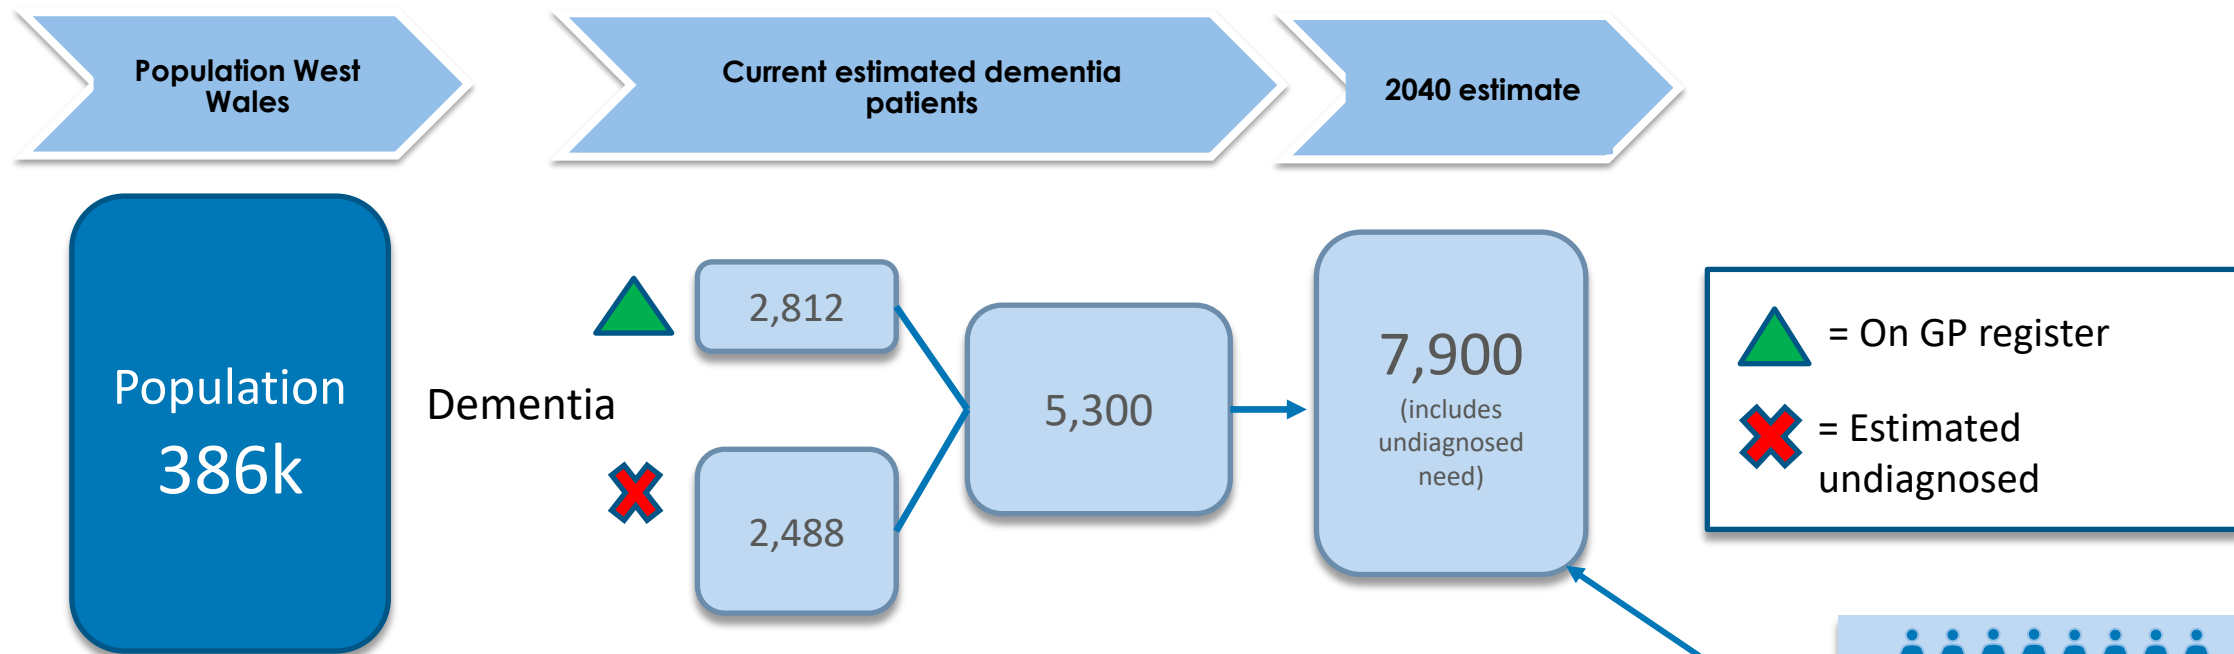 Population West
Wales
Current estimated dementia
patients
2040 estimate
Population
386k
Dementia
2,812
2,488
5,300
7,900
(includes
undiagnosed
need)
= On GP register
= Estimated
undiagnosed